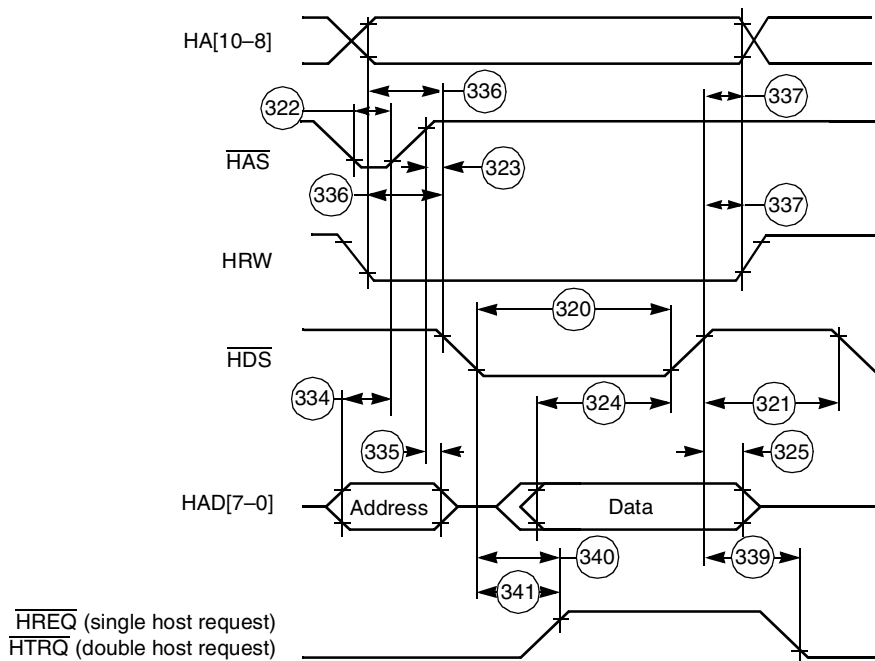 HA[10–8]
336
337
322
HAS
323
336
337
HRW
320
HDS
334
324
321
335
325
HAD[7–0]
Address
Data
340
339
341
HREQ (single host request)
HTRQ (double host request)